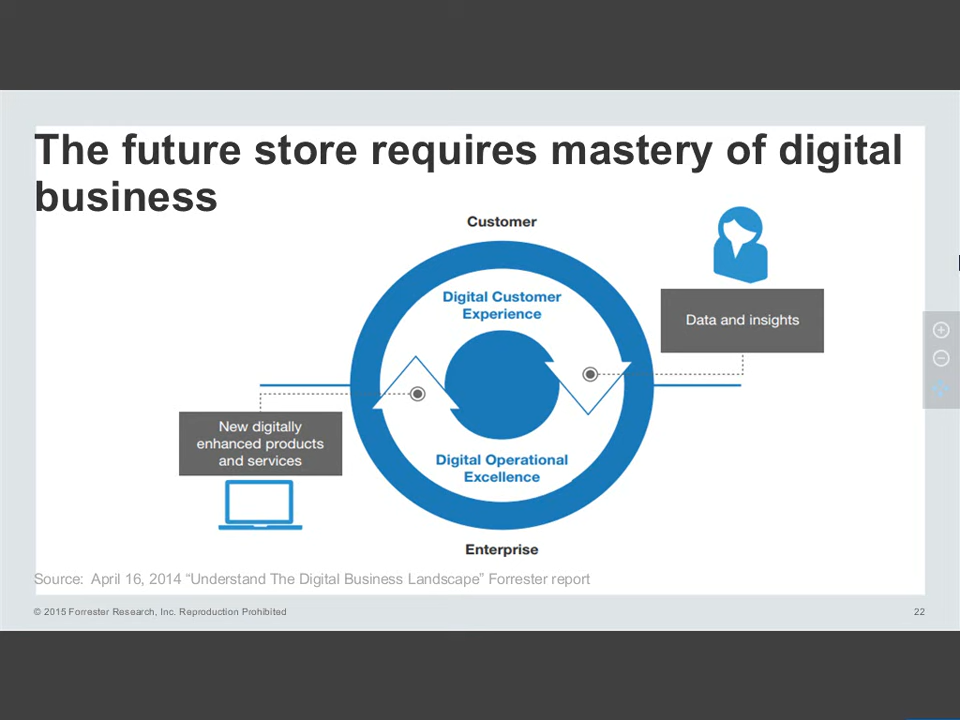 The future store requires mastery of digital
business
Customer
Digital Customer
Experience
Data and insights
New digitally
enhanced products
and services
Digital Operational
Excellence
Enterprise
Source: April 16, 2014 “Understand The Digital Business Landscape” Forrester report
© 2015 Forrester Research, Inc. Reproduction Prohibited
22